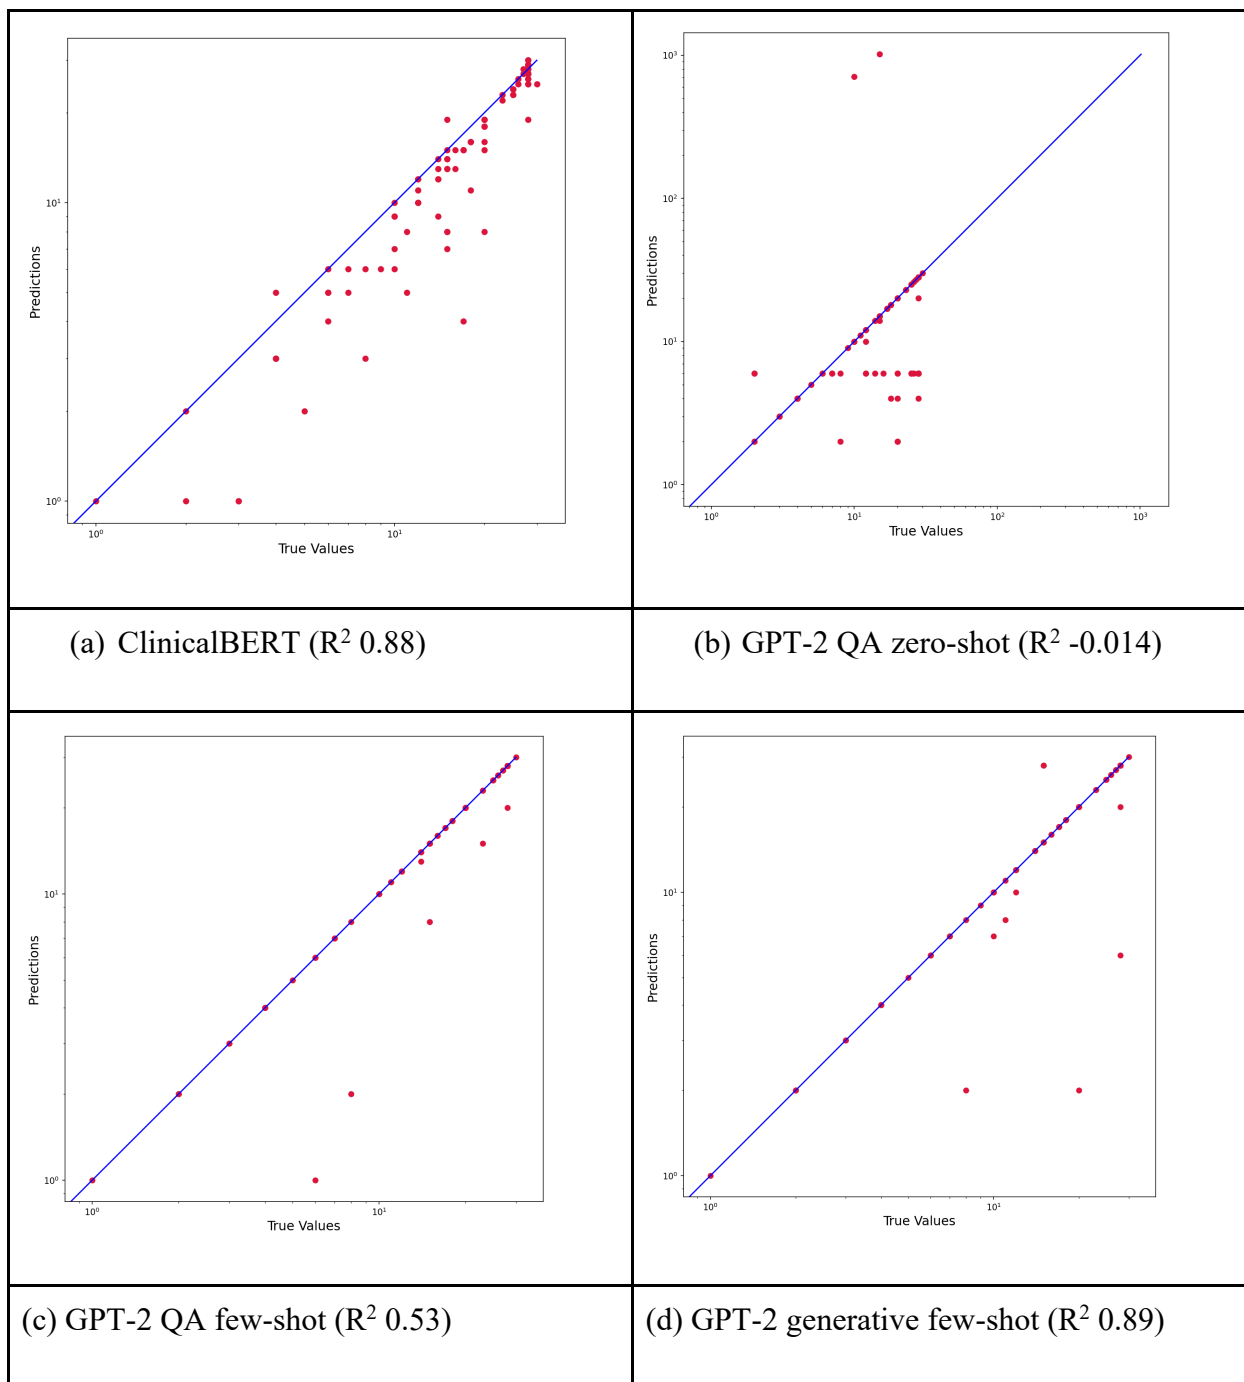 Predictions
10¹
10⁰
10⁰
10¹
True Values
Predictions
10³
10²
10¹
10⁰
10⁰
10¹
10²
10³
True Values
(a) ClinicalBERT (R² 0.88)
(b) GPT-2 QA zero-shot (R² -0.014)
Predictions
10¹
10⁰
10⁰
10¹
True Values
Predictions
10¹
10⁰
10⁰
10¹
True Values
(c) GPT-2 QA few-shot (R² 0.53)
(d) GPT-2 generative few-shot (R² 0.89)